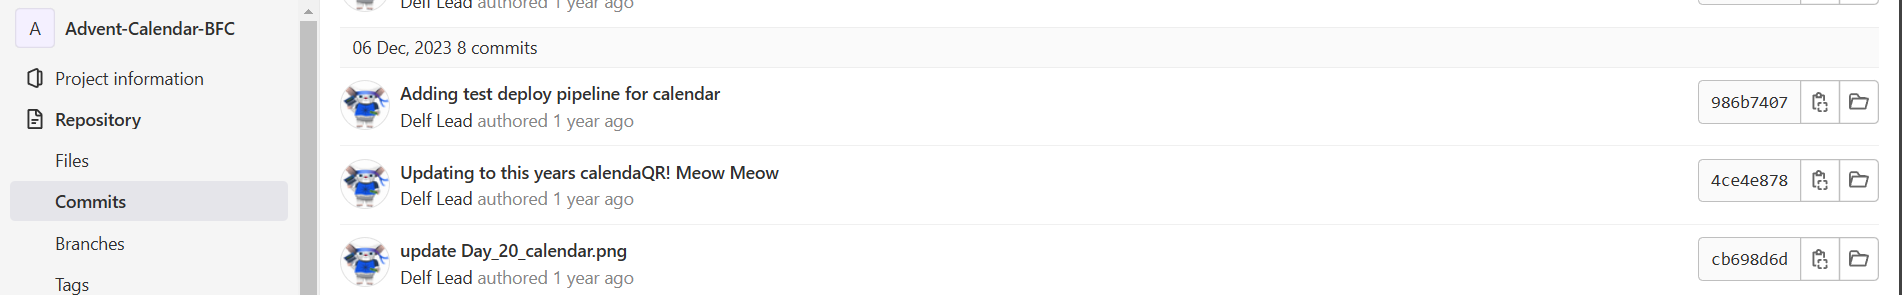 A Advent-Calendar-BFC
Project information
Repository
Files
Commits
Branches
Tags
Delf Lead authored 1 year ago
06 Dec, 2023 8 commits
Adding test deploy pipeline for calendar
Delf Lead authored 1 year ago
986b7407
Updating to this years calendaQR! Meow Meow
Delf Lead authored 1 year ago
4ce4e878
update Day_20_calendar.png
Delf Lead authored 1 year ago
cb698d6d